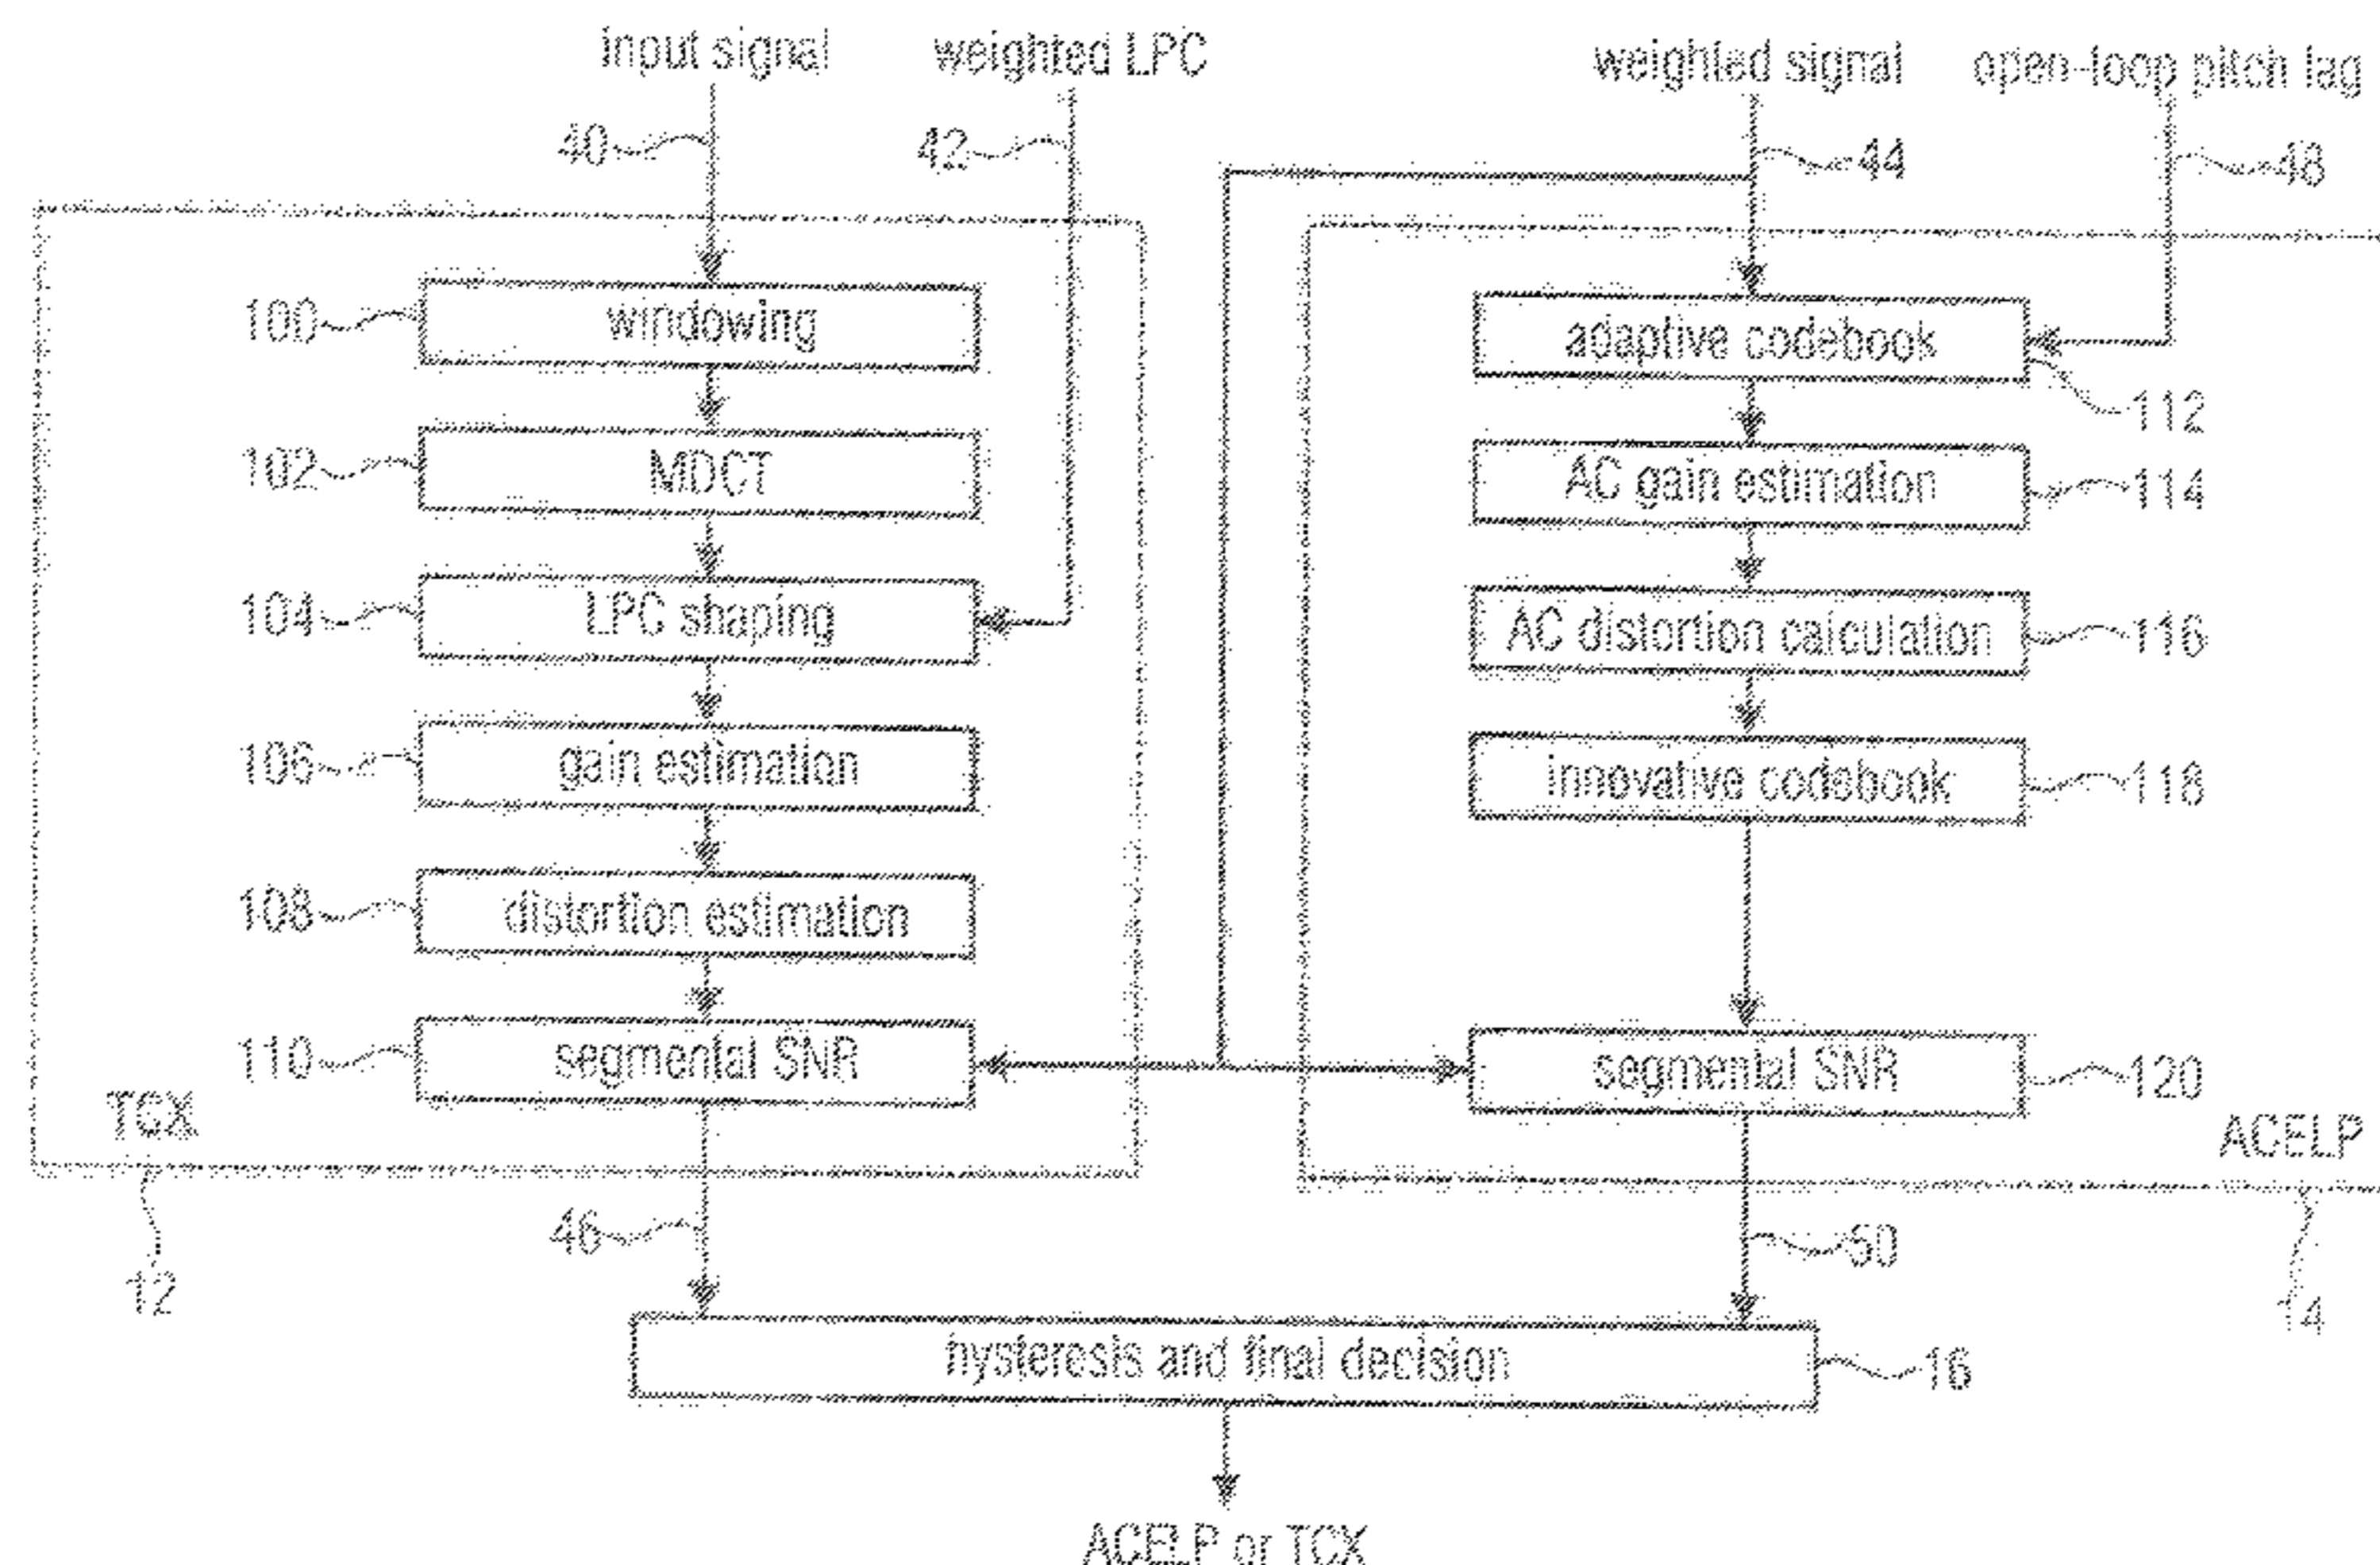 input signal
weighted LPC
weighted signal
open-loop pitch lag
40
42
44
48
100
windowing
102
MDCT
104
LPC shaping
106
gain estimation
108
distortion estimation
110
segmental SNR
TCX
12
adaptive codebook
112
AC gain estimation
114
AC distortion calculation
116
innovative codebook
118
segmental SNR
120
ACELP
14
46
50
hysteresis and final decision
16
ACELP or TCX